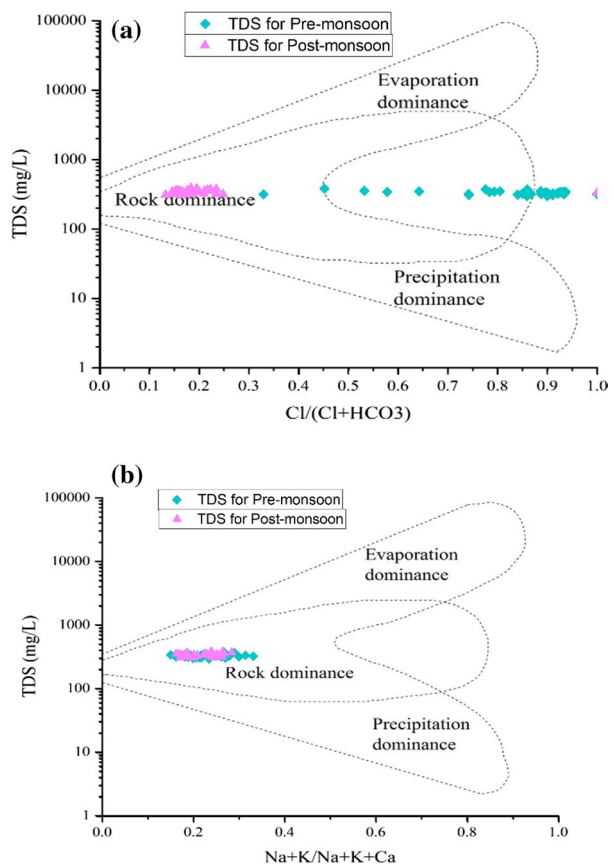 (a)
TDS for Pre-monsoon
TDS for Post-monsoon
100000
10000
1000
100
10
1
TDS (mg/L)
Evaporation
dominance
Rock dominance
Precipitation
dominance
0.0 0.1 0.2 0.3 0.4 0.5 0.6 0.7 0.8 0.9 1.0
Cl/(Cl+HCO3)
(b)
TDS for Pre-monsoon
TDS for Post-monsoon
100000
10000
1000
100
10
1
TDS (mg/L)
Evaporation
dominance
Rock dominance
Precipitation
dominance
0.0 0.2 0.4 0.6 0.8 1.0
Na+K/Na+K+Ca